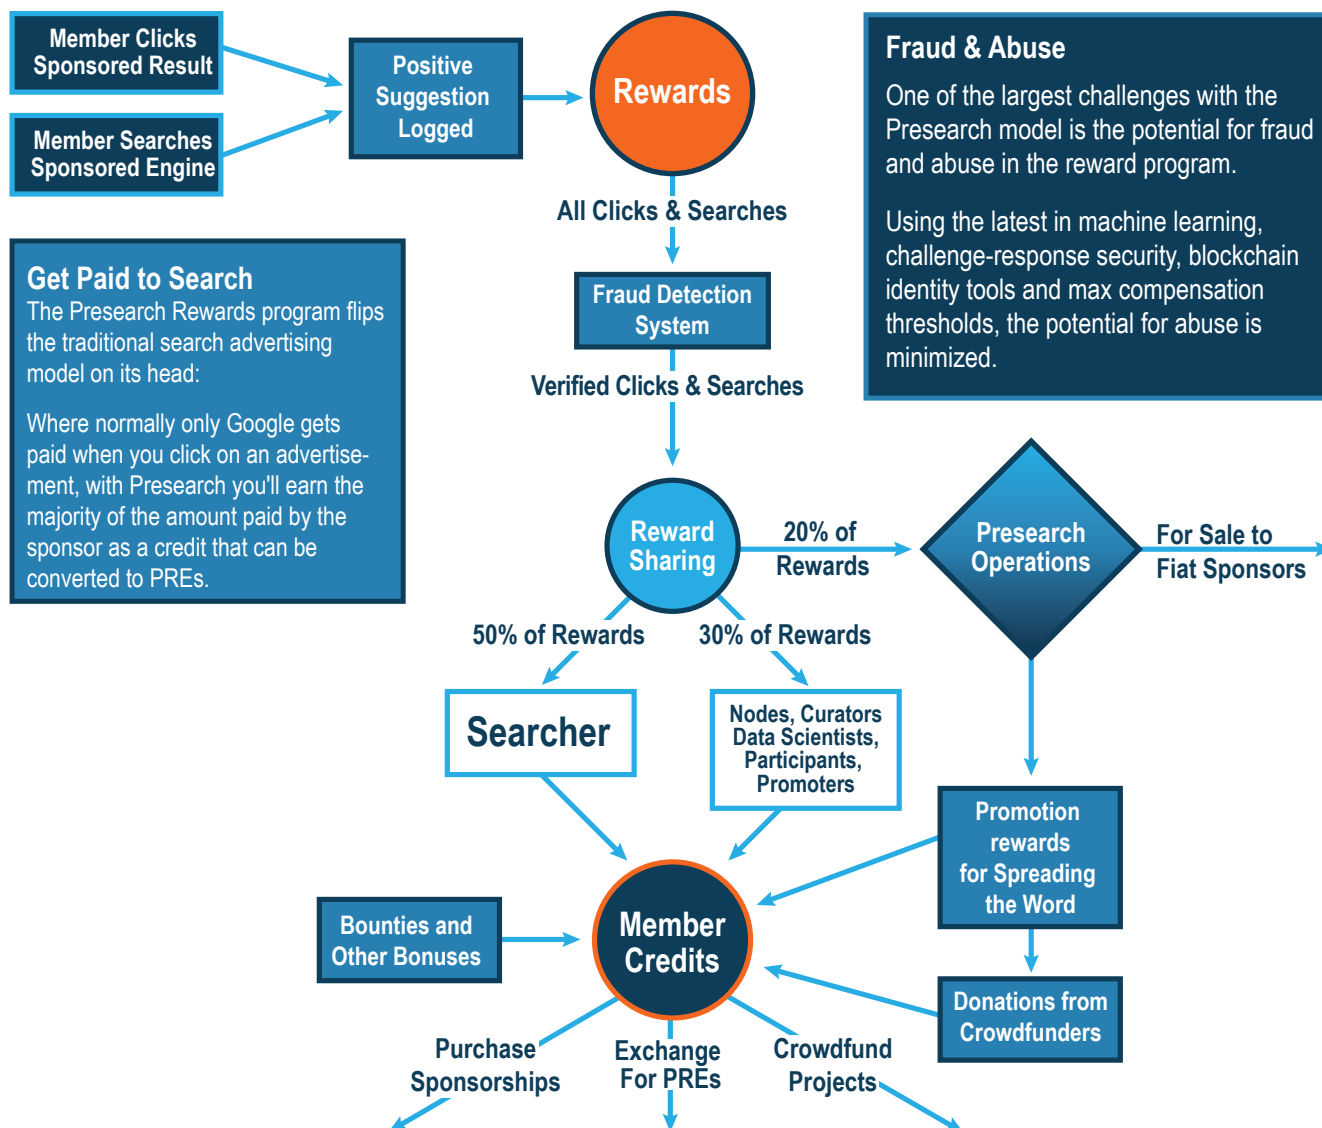 Member Clicks
Sponsored Result
Member Searches
Sponsored Engine
Positive
Suggestion
Logged
Rewards
Fraud & Abuse
One of the largest challenges with the
Presearch model is the potential for fraud
and abuse in the reward program.
Using the latest in machine learning,
challenge-response security, blockchain
identity tools and max compensation
thresholds, the potential for abuse is
minimized.
All Clicks & Searches
Get Paid to Search
The Presearch Rewards program flips
the traditional search advertising
model on its head:
Where normally only Google gets
paid when you click on an advertise-
ment, with Presearch you'll earn the
majority of the amount paid by the
sponsor as a credit that can be
converted to PREs.
Fraud Detection
System
Verified Clicks & Searches
Reward
Sharing
20% of
Rewards
Presearch
Operations
For Sale to
Fiat Sponsors
50% of Rewards
30% of Rewards
Searcher
Nodes, Curators
Data Scientists,
Participants,
Promoters
Promotion
rewards
for Spreading
the Word
Bounties and
Other Bonuses
Member
Credits
Donations from
Crowdfunders
Purchase
Sponsorships
Exchange
For PREs
Crowdfund
Projects